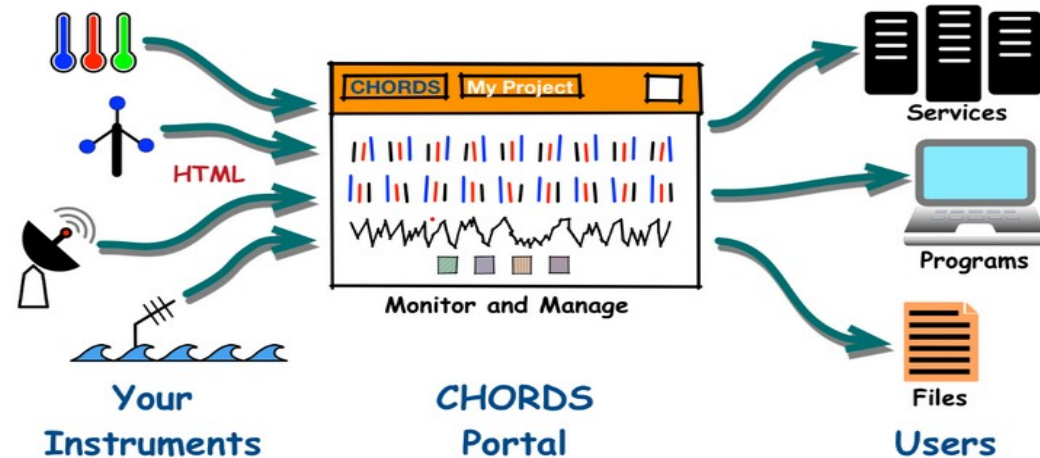 CHORDS My Project
HTML
Monitor and Manage
Services
Programs
Files
Your
Instruments
CHORDS
Portal
Users